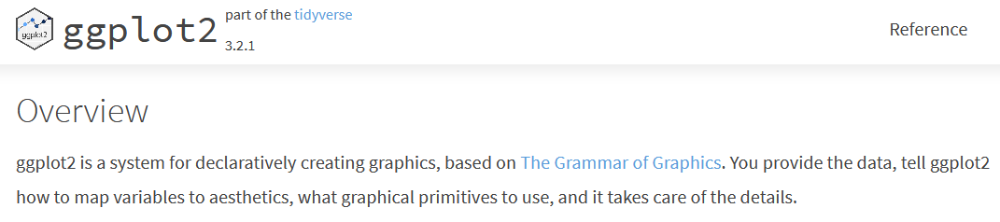 ggplot2
ggplot2
part of the tidyverse
3.2.1
Reference
Overview
ggplot2 is a system for declaratively creating graphics, based on The Grammar of Graphics. You provide the data, tell ggplot2
how to map variables to aesthetics, what graphical primitives to use, and it takes care of the details.